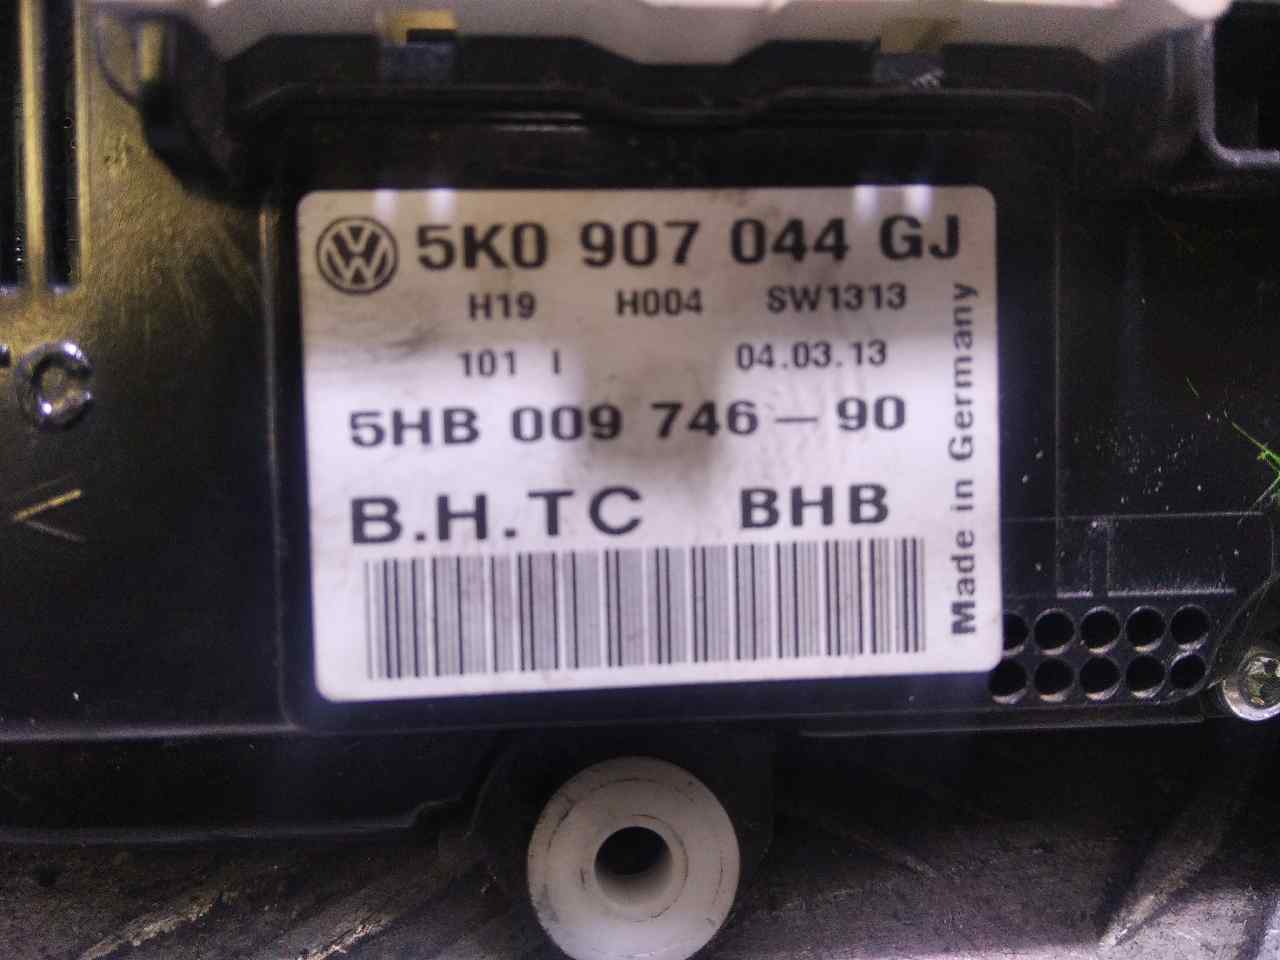 5K0 907 044 GJ
H19 H004 SW1313
101 I 04.03.13
5HB 009 746-90
B.H.TC BHB
Made in Germany
C